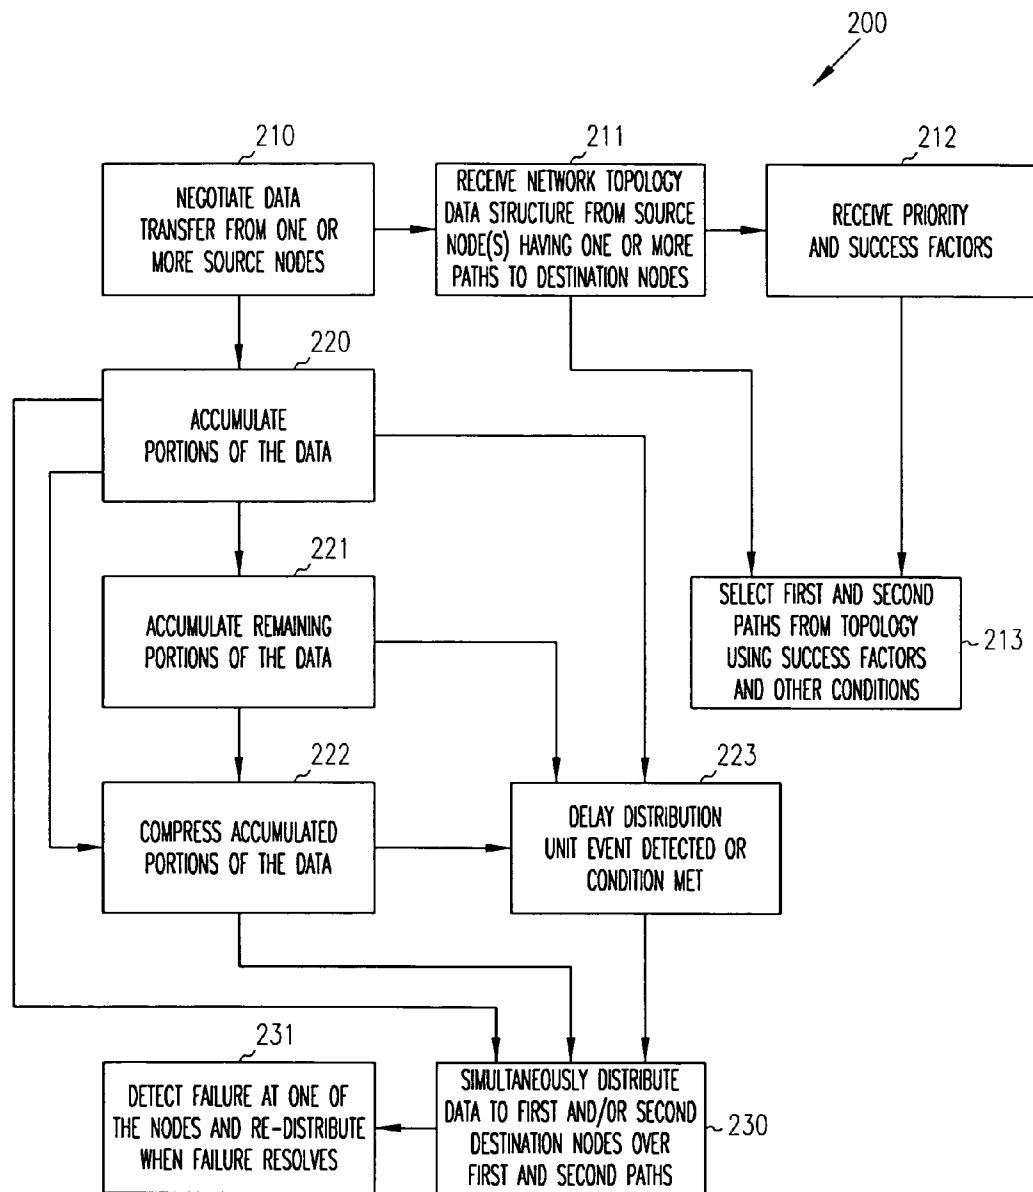 200
210
NEGOTIATE DATA
TRANSFER FROM ONE OR
MORE SOURCE NODES
211
RECEIVE NETWORK TOPOLOGY
DATA STRUCTURE FROM SOURCE
NODE(S) HAVING ONE OR MORE
PATHS TO DESTINATION NODES
212
RECEIVE PRIORITY
AND SUCCESS FACTORS
220
ACCUMULATE
PORTIONS OF THE DATA
221
ACCUMULATE REMAINING
PORTIONS OF THE DATA
SELECT FIRST AND SECOND
PATHS FROM TOPOLOGY
USING SUCCESS FACTORS
AND OTHER CONDITIONS
213
222
COMPRESS ACCUMULATED
PORTIONS OF THE DATA
223
DELAY DISTRIBUTION
UNIT EVENT DETECTED OR
CONDITION MET
231
DETECT FAILURE AT ONE OF
THE NODES AND RE-DISTRIBUTE
WHEN FAILURE RESOLVES
SIMULTANEOUSLY DISTRIBUTE
DATA TO FIRST AND/OR SECOND
DESTINATION NODES OVER
FIRST AND SECOND PATHS
230